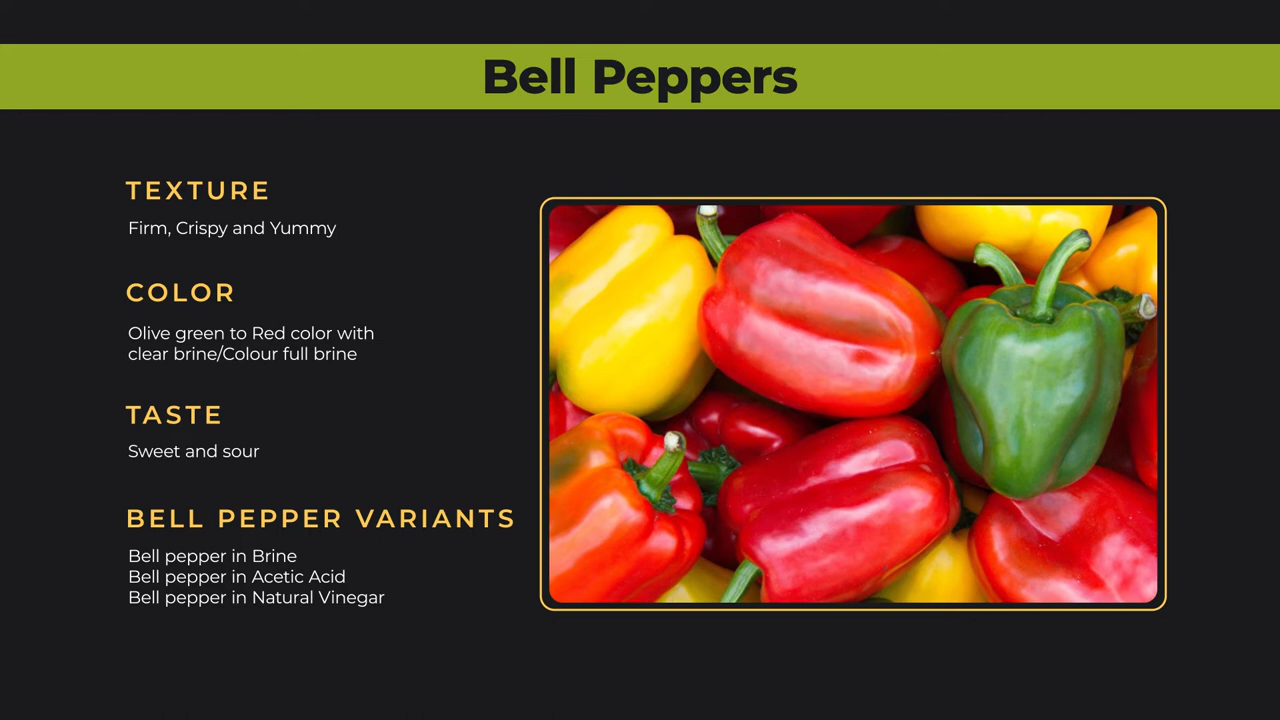 Bell Peppers
TEXTURE
Firm, Crispy and Yummy
COLOR
Olive green to Red color with
clear brine/Colour full brine
TASTE
Sweet and sour
BELL PEPPER VARIANTS
Bell pepper in Brine
Bell pepper in Acetic Acid
Bell pepper in Natural Vinegar